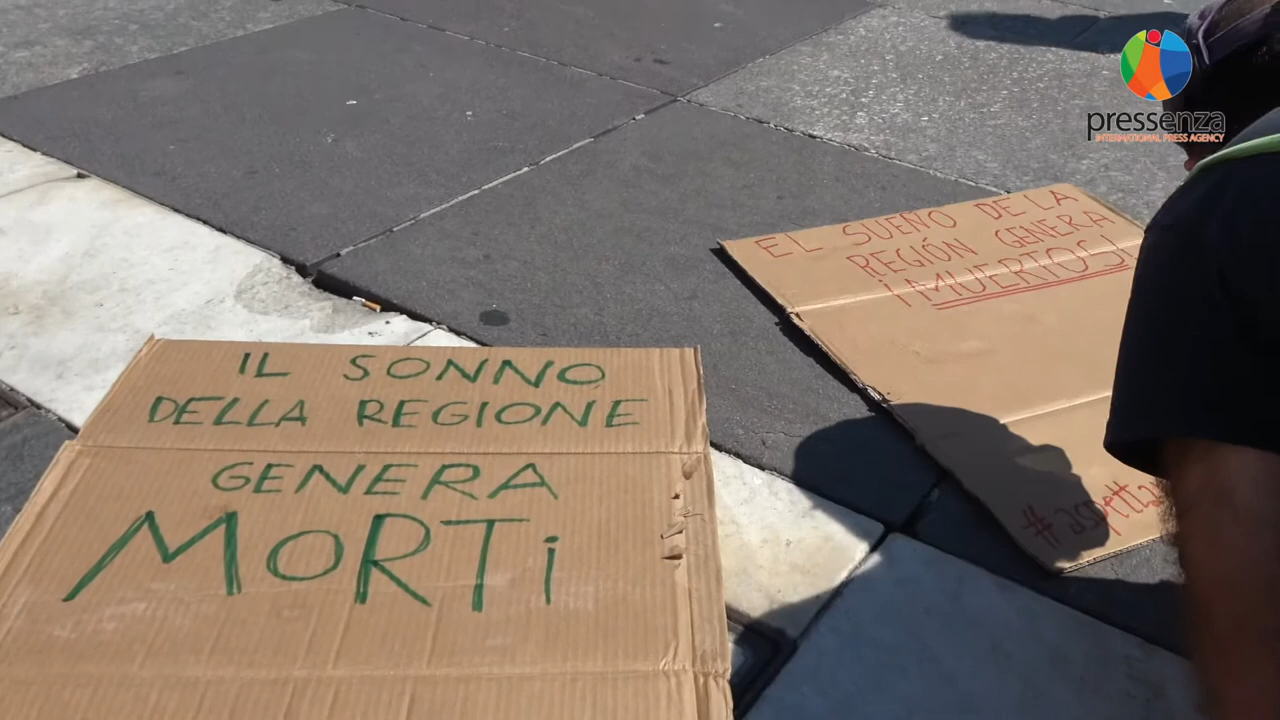 pressenza
INTERNATIONAL PRESS AGENCY
EL SUEÑO DE LA
REGIÓN GENERA
¡MUERTOS!
IL SONNO
DELLA REGIONE
GENERA
MORTi